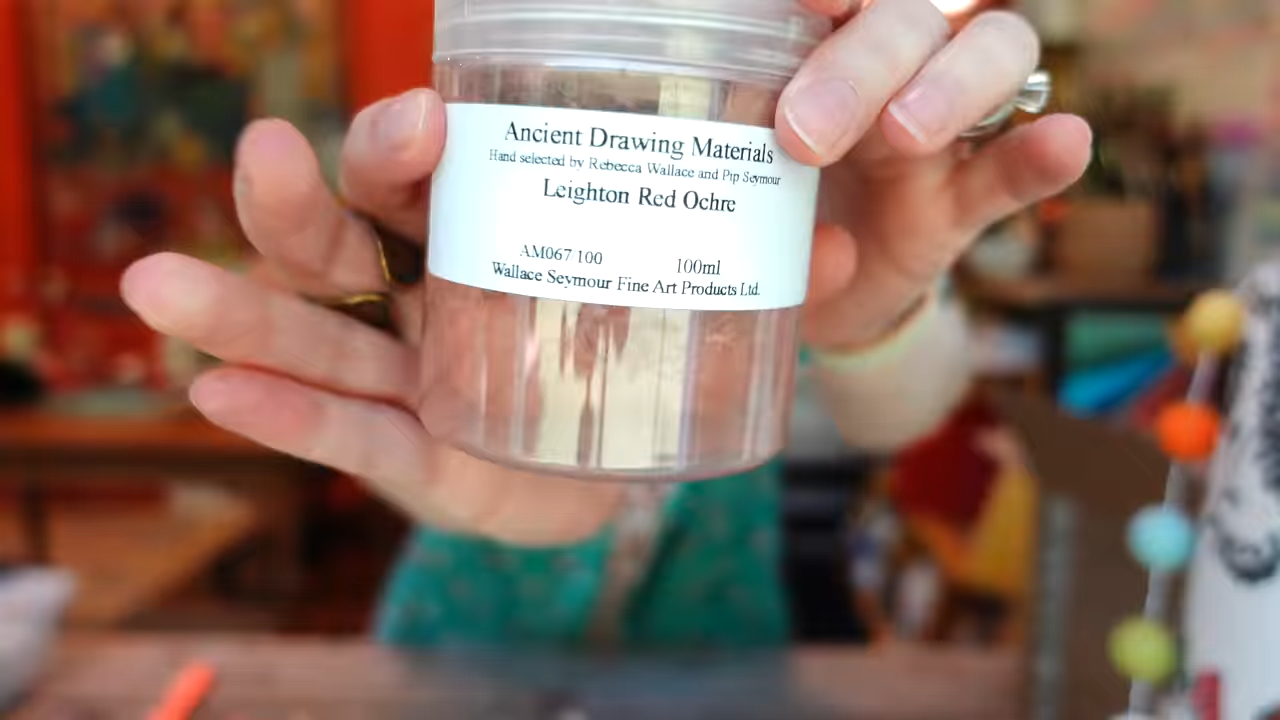 Ancient Drawing Materials
Hand selected by Rebecca Wallace and Pip Seymour
Leighton Red Ochre
AM067 100 100ml
Wallace Seymour Fine Art Products Ltd.